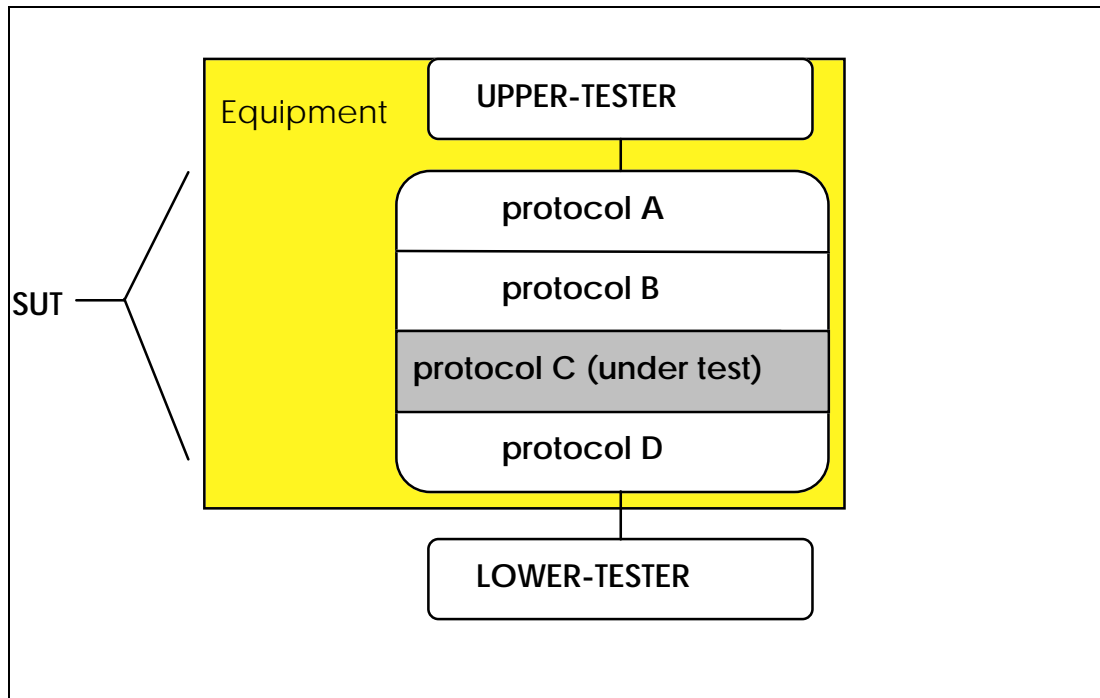 UPPER-TESTER
Equipment
protocol A
protocol B
SUT
protocol C (under test)
protocol D
LOWER-TESTER